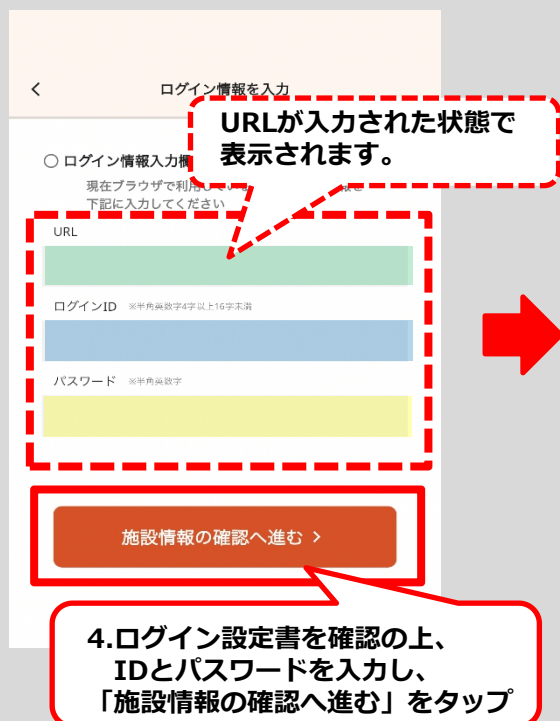 ログイン情報を入力
URLが入力された状態で
表示されます。
○ ログイン情報入力欄
現在ブラウザで利用して
下記に入力してください
URL
ログインID ※半角英数字4字以上16字未満
パスワード ※半角英数字
施設情報の確認へ進む >
4.ログイン設定書を確認の上、
IDとパスワードを入力し、
「施設情報の確認へ進む」をタップ